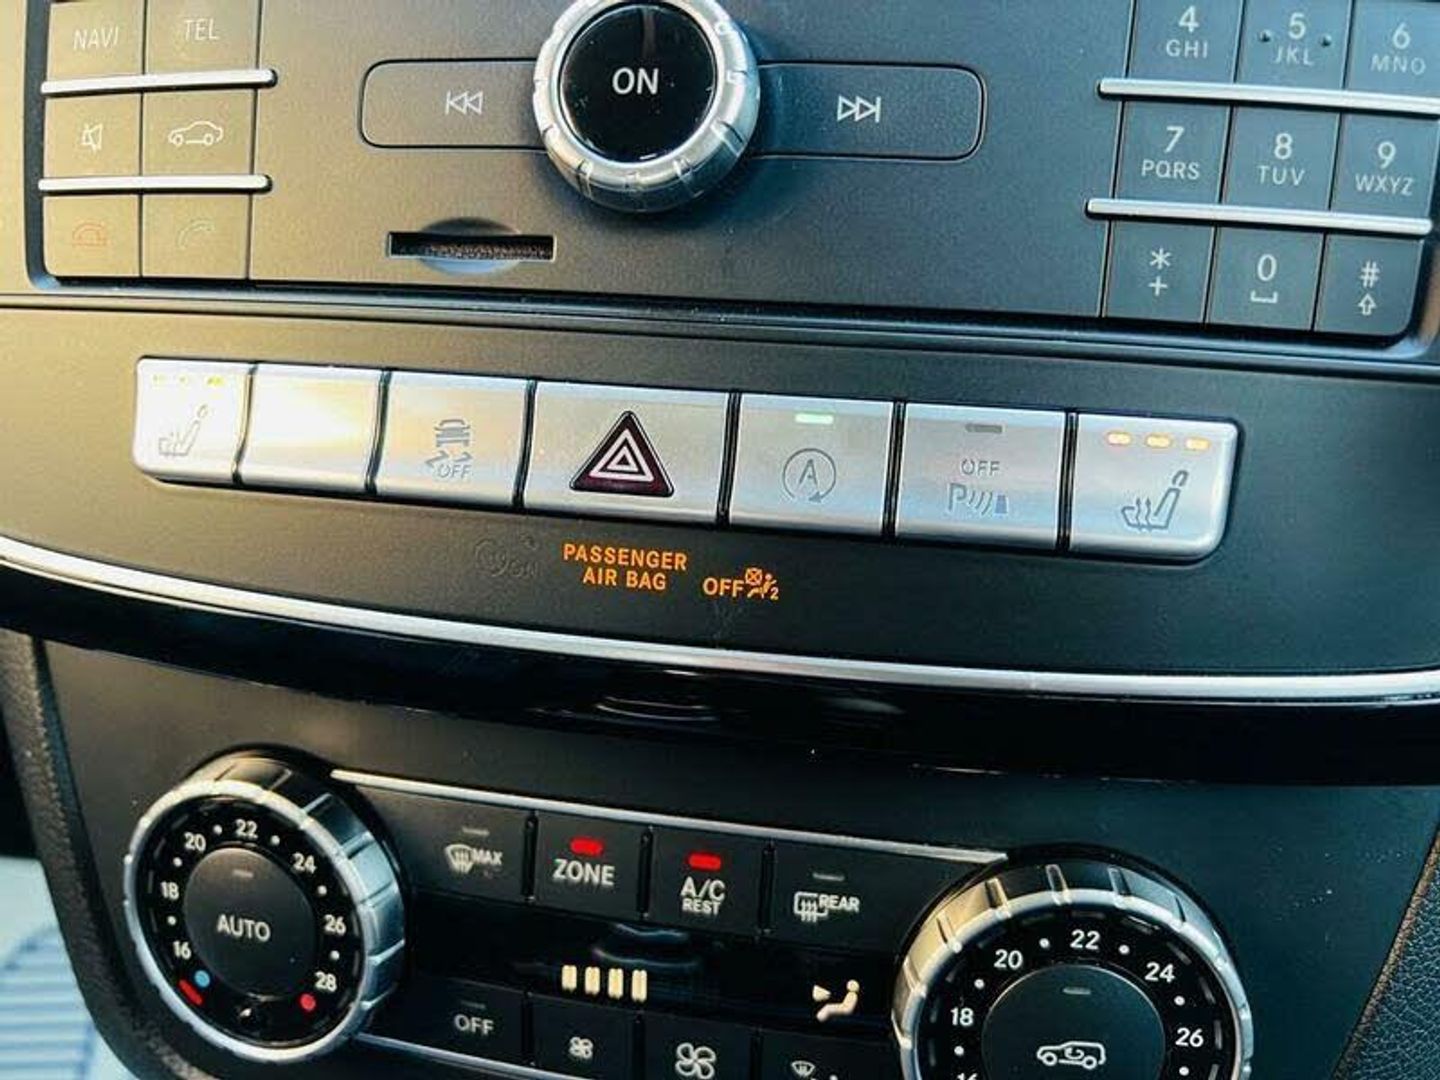 NAVI TEL
ON
4 GHI 5 JKL 6 MNO
7 PQRS 8 TUV 9 WXYZ
* + 0 #
OFF
A
OFF
P
PASSENGER
AIR BAG OFF 2
MAX
ZONE
A/C
REST
REAR
16 18 20 22 24 26 28
AUTO
OFF
16 18 20 22 24 26